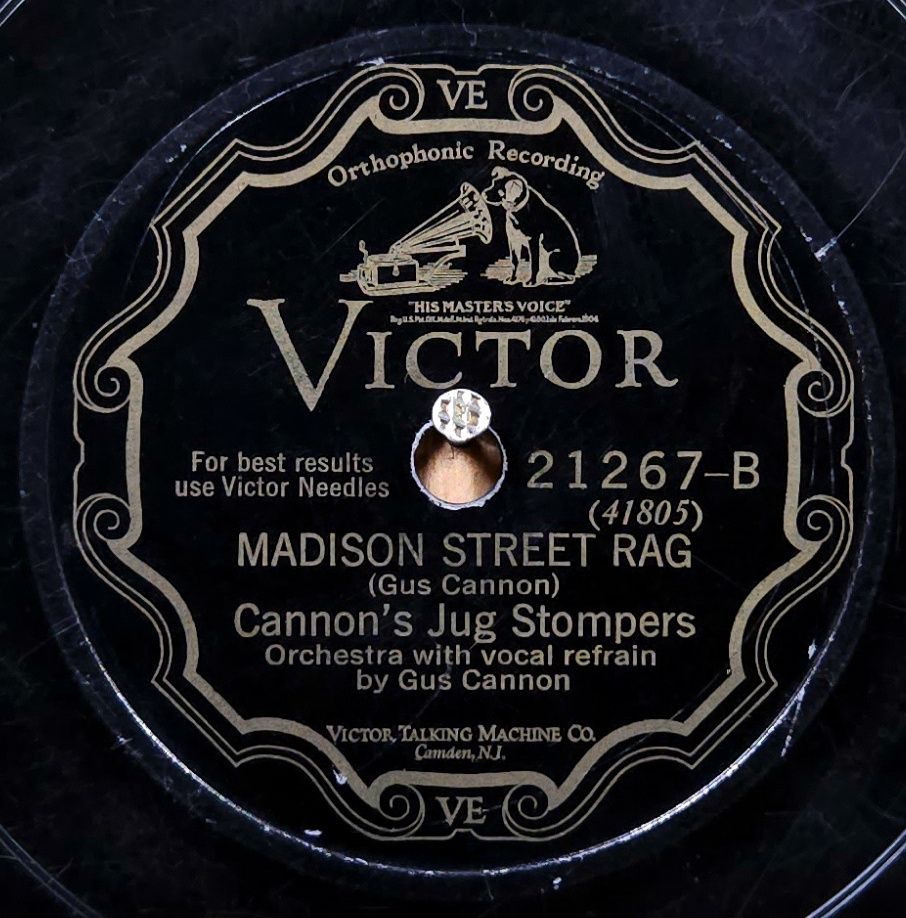 VE
Orthophonic Recording
"HIS MASTER'S VOICE"
VICTOR
For best results
use Victor Needles
21267-B
(41805)
MADISON STREET RAG
(Gus Cannon)
Cannon's Jug Stompers
Orchestra with vocal refrain
by Gus Cannon
VICTOR TALKING MACHINE CO.
Camden, N.J.
VE